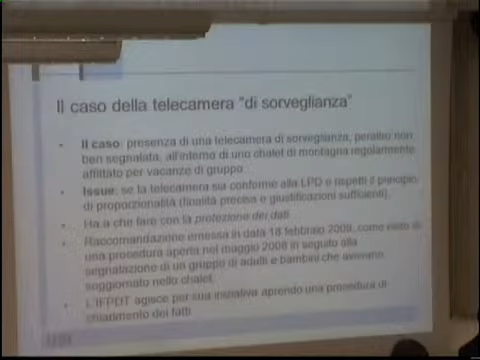 Il caso della telecamera "di sorveglianza"
Il caso: presenza di una telecamera di sorveglianza, peraltro non
ben segnalata, all'interno di uno chalet di montagna regolarmente
affittato per vacanze di gruppo.
Issue: se la telecamera sia conforme alla LPD e rispetti il principio
di proporzionalità (finalità precisa e giustificazioni sufficienti).
Ha a che fare con la protezione dei dati
Raccomandazione emessa in data 18 febbraio 2009, come esito di
una procedura aperta nel maggio 2008 in seguito alla
segnalazione di un gruppo di adulti e bambini che avevano
soggiornato nello chalet.
L'IFPDT agisce per sua iniziativa aprendo una procedura di
chiarimento dei fatti